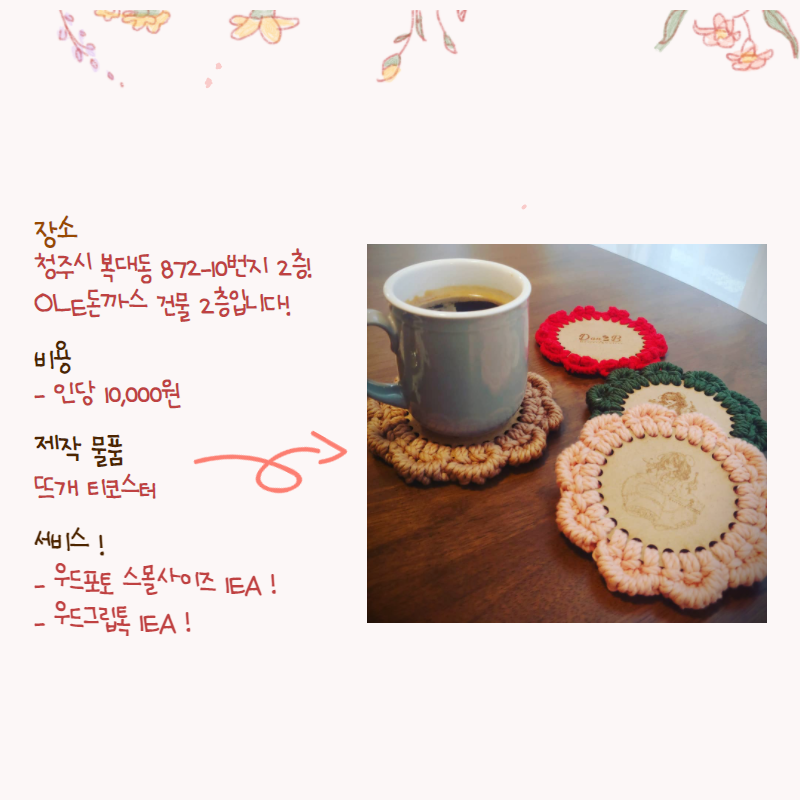 장소
청주시 복대동 872-10번지 2층!
OLE돈까스 건물 2층입니다!
비용
- 인당 10,000원
제작 물품
뜨개 티코스터
서비스 !
- 우드포토 스몰사이즈 1EA !
- 우드그립톡 1EA !